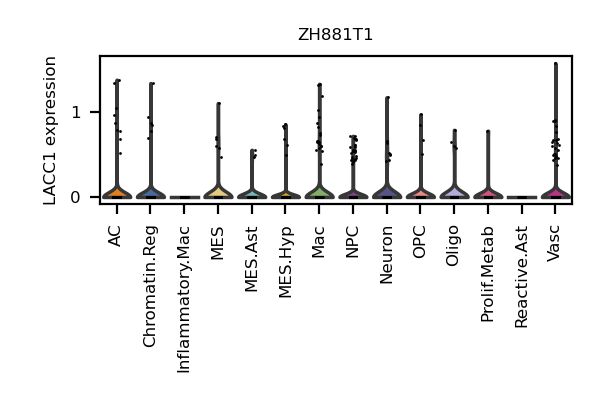 ZH881T1
LACC1 expression
1
0
AC
Chromatin.Reg
Inflammatory.Mac
MES
MES.Ast
MES.Hyp
Mac
NPC
Neuron
OPC
Oligo
Prolif.Metab
Reactive.Ast
Vasc